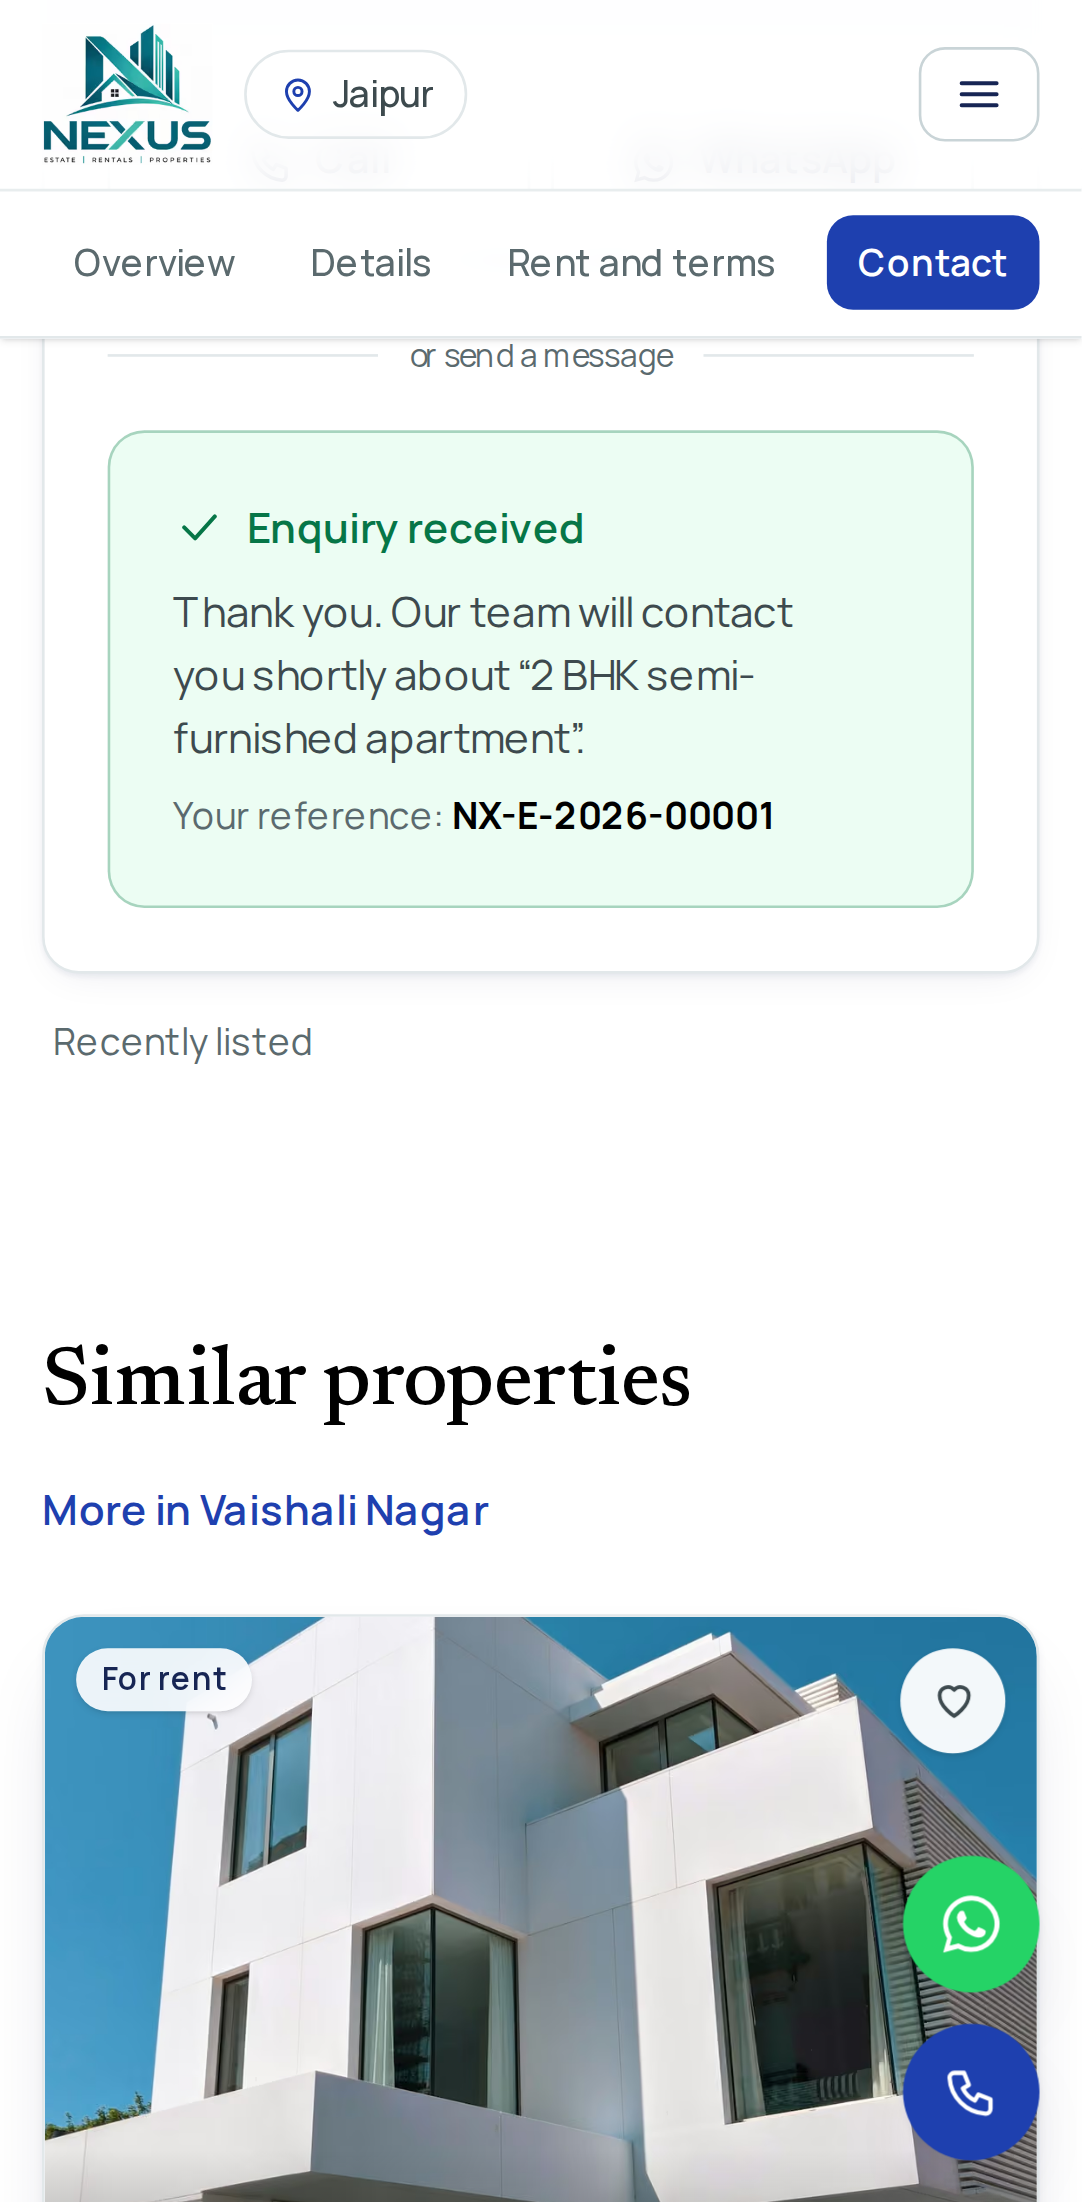 NEXUS
ESTATE | RENTALS | PROPERTIES
Jaipur
Call
WhatsApp
Overview
Details
Rent and terms
Contact
or send a message
Enquiry received
Thank you. Our team will contact
you shortly about “2 BHK semi-
furnished apartment”.
Your reference: NX-E-2026-00001
Recently listed
Similar properties
More in Vaishali Nagar
For rent